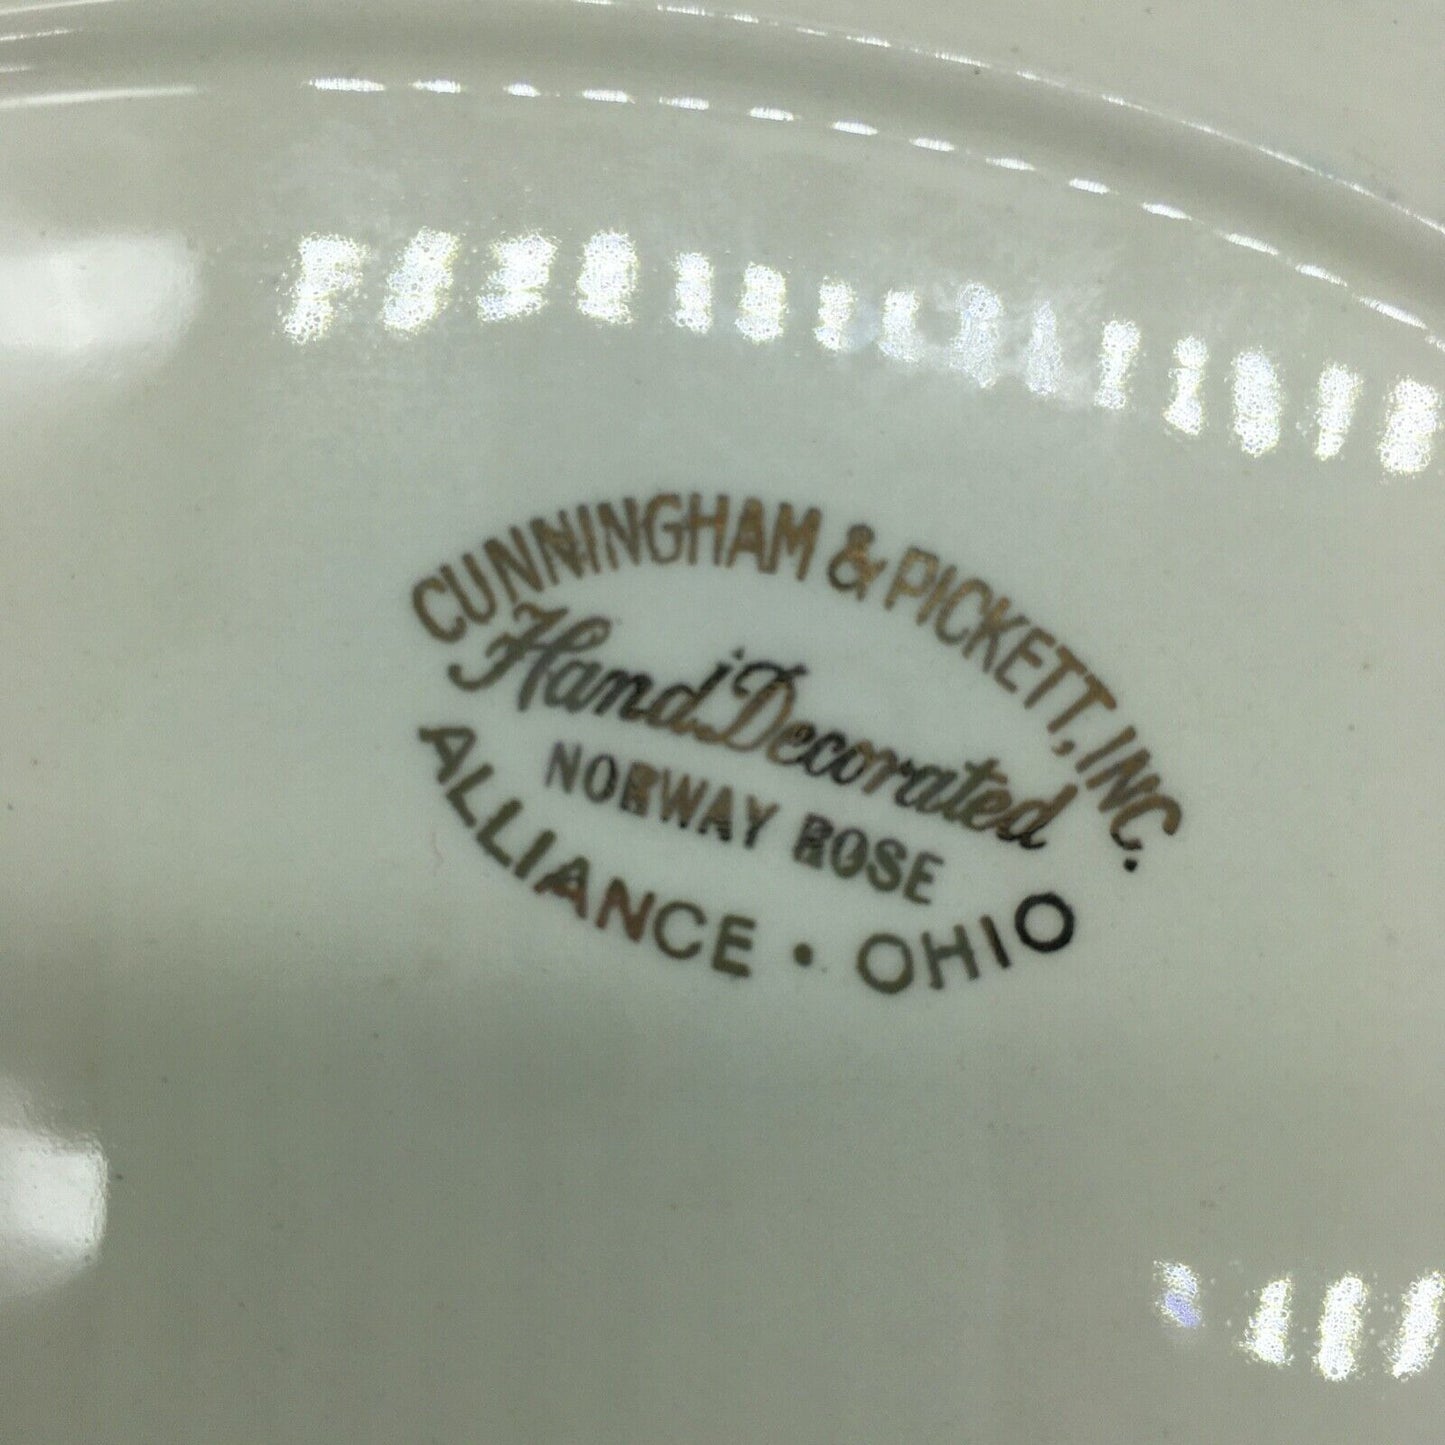 CUNNINGHAM & PICKETT, INC.
Hand Decorated
NORWAY ROSE
ALLIANCE • OHIO